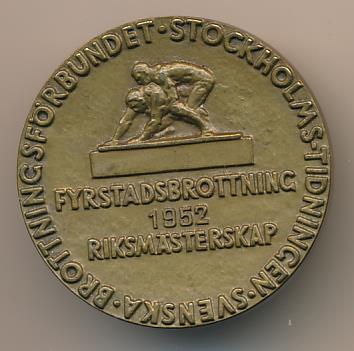 STOCKHOLMS-TIDNINGEN · SVENSKA · BROTTNINGSFÖRBUNDET ·
FYRSTADSBROTTNING
1952
RIKSMÄSTERSKAP